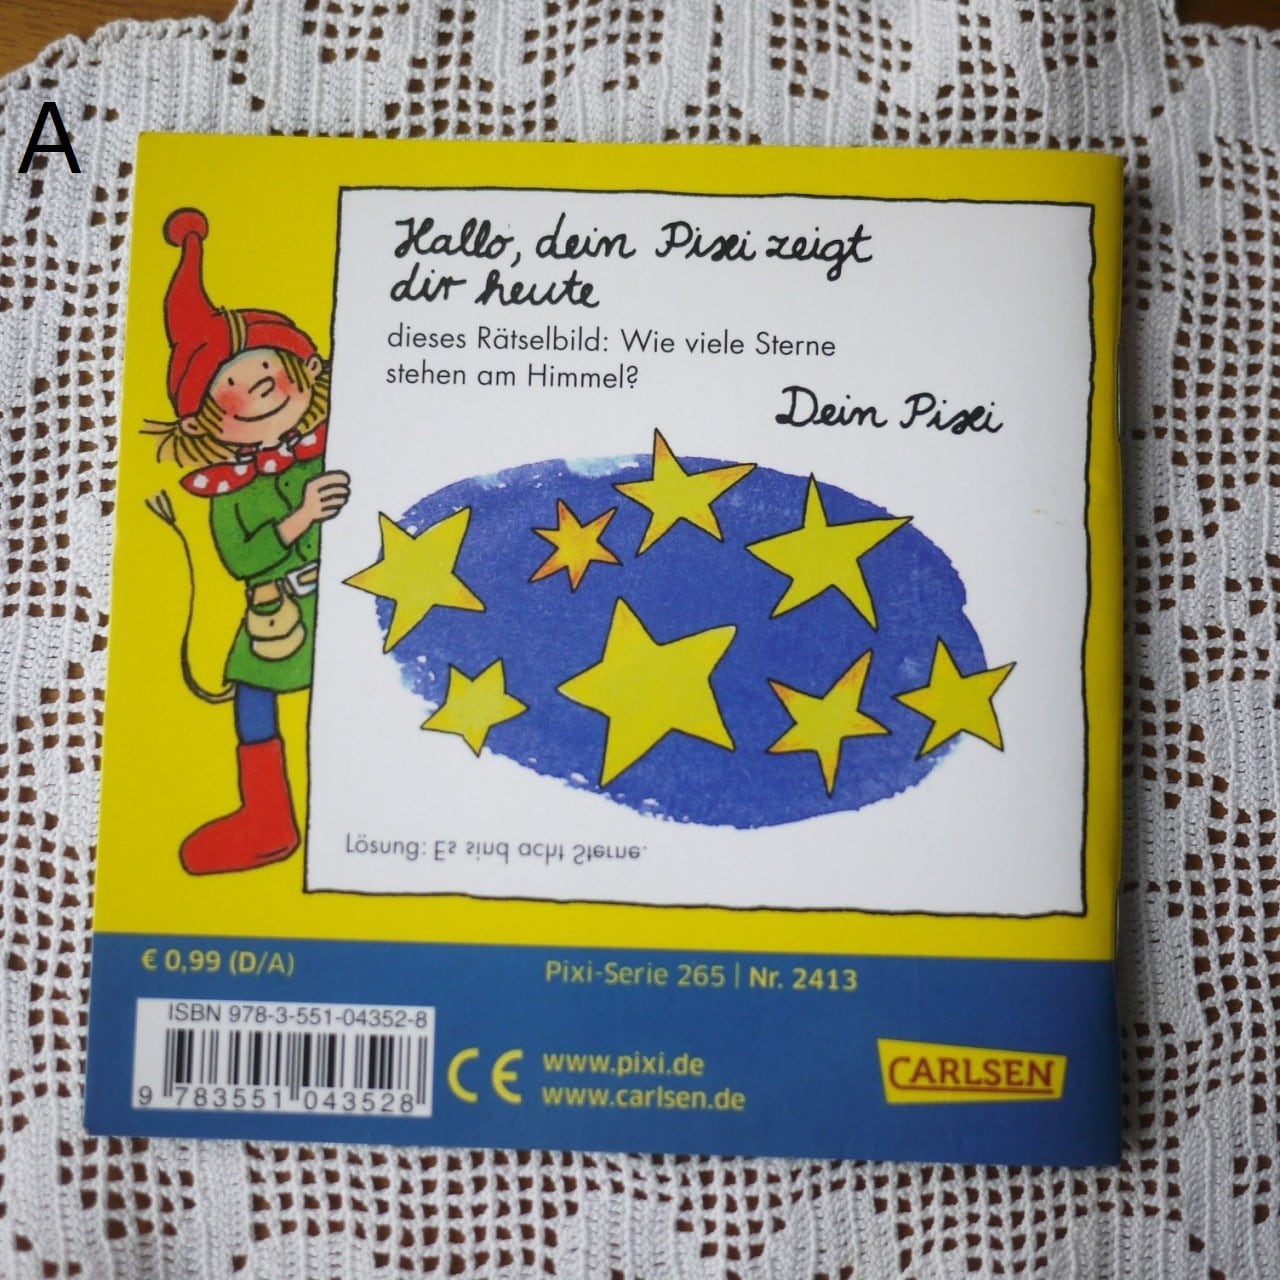 A
Hallo, dein Pixi zeigt
dir heute
dieses Rätselbild: Wie viele Sterne
stehen am Himmel?
Dein Pixi
Lösung: Es sind acht Sterne.
€ 0,99 (D/A)
Pixi-Serie 265 | Nr. 2413
ISBN 978-3-551-04352-8
9 783551 043528
CE
www.pixi.de
www.carlsen.de
CARLSEN